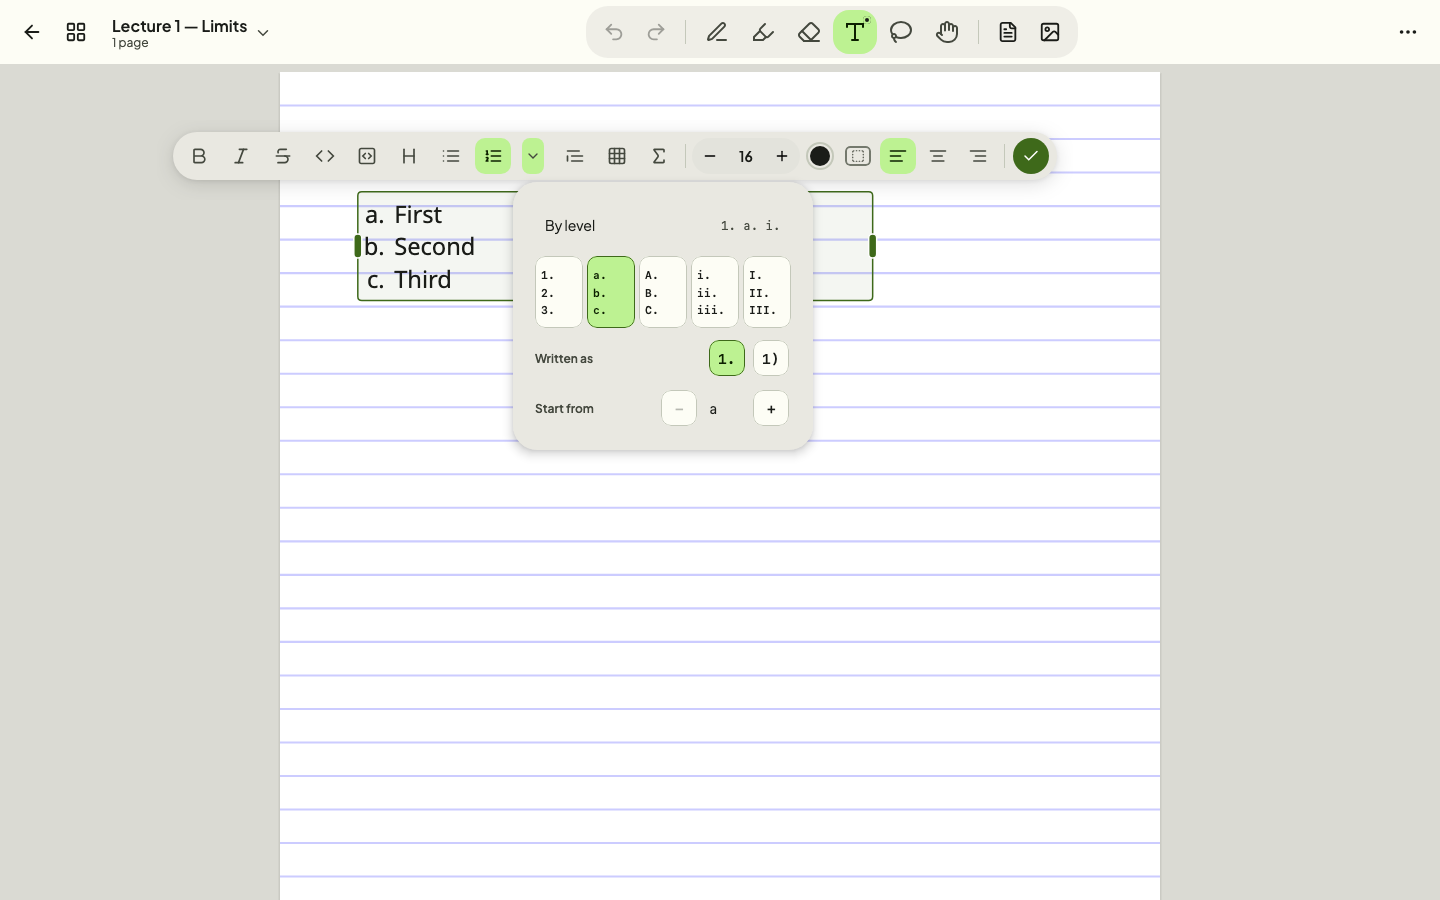 Lecture 1 — Limits
1 page
16
a. First
b. Second
c. Third
By level 1. a. i.
1. a. A. i. I.
2. b. B. ii. II.
3. c. C. iii. III.
Written as 1. 1)
Start from − a +